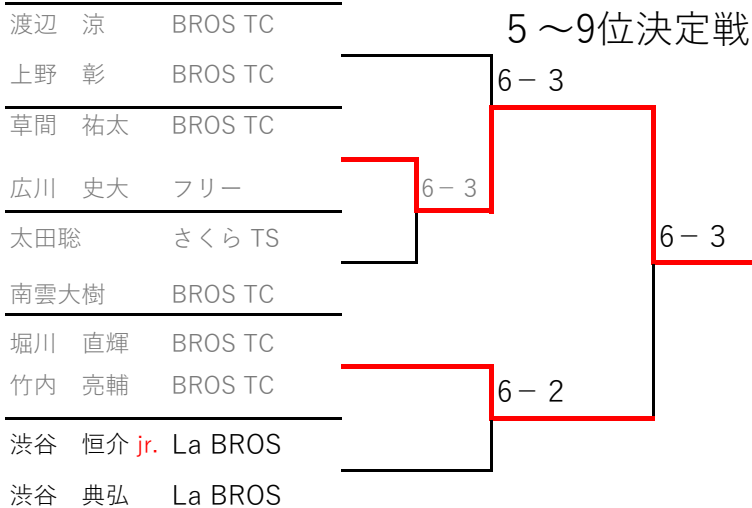 ５～9位決定戦
渡辺　涼　BROS TC
上野　彰　BROS TC
6－３
草間　祐太　BROS TC
広川　史大　フリー
6－３
太田聡　さくら TS
6－３
南雲大樹　BROS TC
堀川　直輝　BROS TC
竹内　亮輔　BROS TC
6－２
渋谷　恒介 jr.　La BROS
渋谷　典弘　La BROS